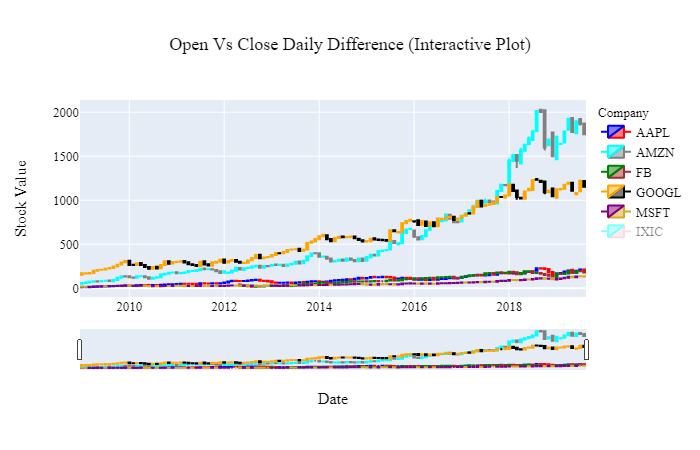 Open Vs Close Daily Difference (Interactive Plot)
Company
AAPL
AMZN
FB
GOOGL
MSFT
IXIC
Stock Value
2000
1500
1000
500
0
2010 2012 2014 2016 2018
Date